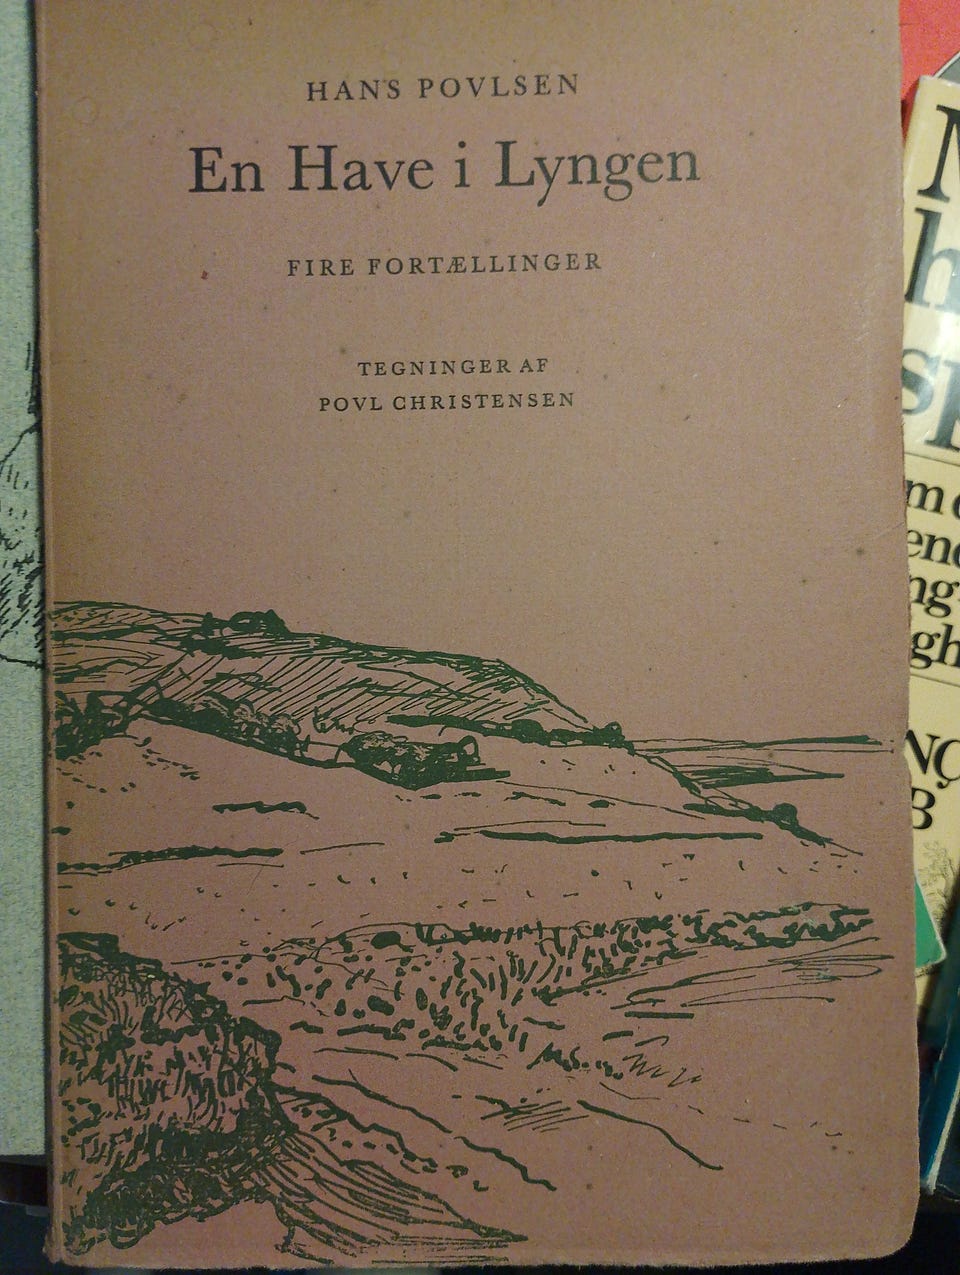 HANS POVLSEN
En Have i Lyngen
FIRE FORTÆLLINGER
TEGNINGER AF
POVL CHRISTENSEN